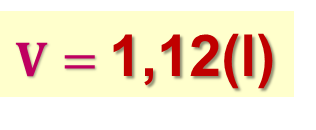 V = 1,12(l)